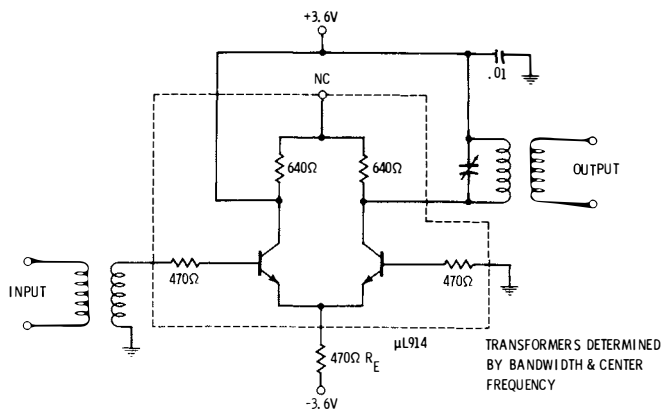 +3.6V
.01
NC
640Ω
640Ω
OUTPUT
470Ω
470Ω
INPUT
μL914
470Ω RE
-3.6V
TRANSFORMERS DETERMINED
BY BANDWIDTH & CENTER
FREQUENCY